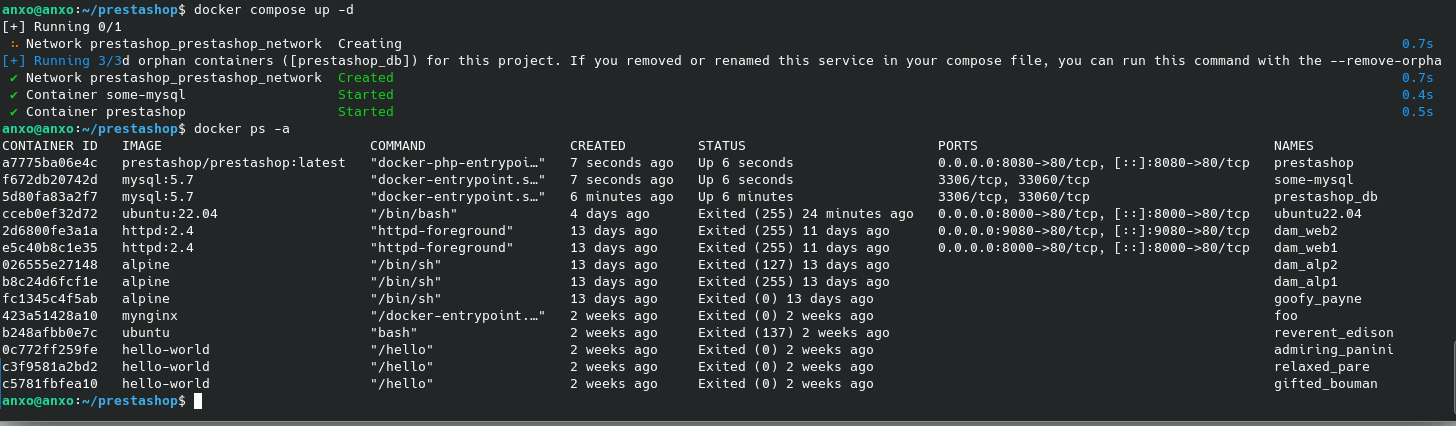 anxo@anxo:~/prestashop$ docker compose up -d
[+] Running 0/1
Network prestashop_prestashop_network Creating 0.7s
[+] Running 3/3d orphan containers ([prestashop_db]) for this project. If you removed or renamed this service in your compose file, you can run this command with the --remove-orpha
✔ Network prestashop_prestashop_network Created 0.7s
✔ Container some-mysql Started 0.4s
✔ Container prestashop Started 0.5s
anxo@anxo:~/prestashop$ docker ps -a
CONTAINER ID IMAGE COMMAND CREATED STATUS PORTS NAMES
a7775ba06e4c prestashop/prestashop:latest "docker-php-entrypoi…" 7 seconds ago Up 6 seconds 0.0.0.0:8080->80/tcp, [::]:8080->80/tcp prestashop
f672db20742d mysql:5.7 "docker-entrypoint.s…" 7 seconds ago Up 6 seconds 3306/tcp, 33060/tcp some-mysql
5d80fa83a2f7 mysql:5.7 "docker-entrypoint.s…" 6 minutes ago Up 6 minutes 3306/tcp, 33060/tcp prestashop_db
cceb0ef32d72 ubuntu:22.04 "/bin/bash" 4 days ago Exited (255) 24 minutes ago 0.0.0.0:8000->80/tcp, [::]:8000->80/tcp ubuntu22.04
2d6800fe3a1a httpd:2.4 "httpd-foreground" 13 days ago Exited (255) 11 days ago 0.0.0.0:9080->80/tcp, [::]:9080->80/tcp dam_web2
e5c40b8c1e35 httpd:2.4 "httpd-foreground" 13 days ago Exited (255) 11 days ago 0.0.0.0:8000->80/tcp, [::]:8000->80/tcp dam_web1
026555e27148 alpine "/bin/sh" 13 days ago Exited (127) 13 days ago dam_alp2
b8c24d6fcf1e alpine "/bin/sh" 13 days ago Exited (255) 13 days ago dam_alp1
fc1345c4f5ab alpine "/bin/sh" 13 days ago Exited (0) 13 days ago goofy_payne
423a51428a10 mynginx "/docker-entrypoint.…" 2 weeks ago Exited (0) 2 weeks ago foo
b248afbb0e7c ubuntu "bash" 2 weeks ago Exited (137) 2 weeks ago reverent_edison
0c772ff259fe hello-world "/hello" 2 weeks ago Exited (0) 2 weeks ago admiring_panini
c3f9581a2bd2 hello-world "/hello" 2 weeks ago Exited (0) 2 weeks ago relaxed_pare
c5781fbfea10 hello-world "/hello" 2 weeks ago Exited (0) 2 weeks ago gifted_bouman
anxo@anxo:~/prestashop$